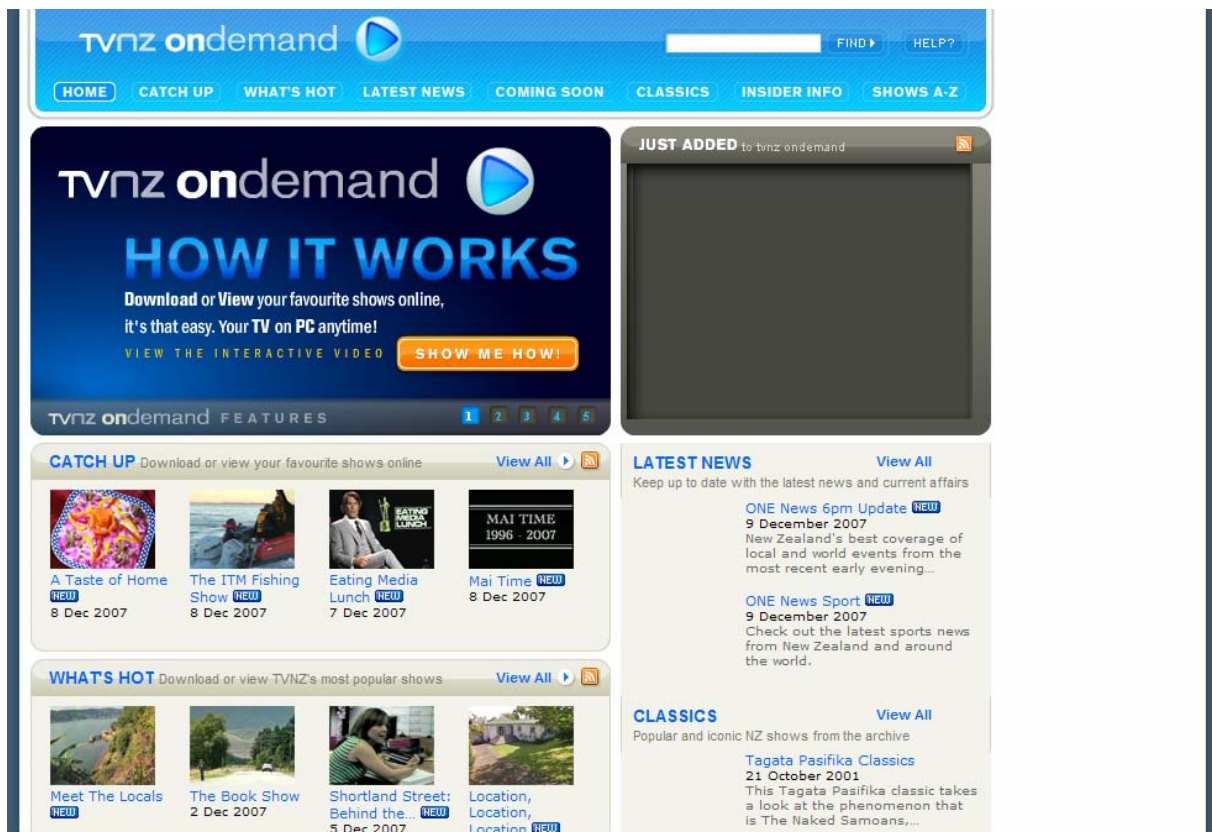 TVNZ ondemand
FIND
HELP?
HOME
CATCH UP
WHAT'S HOT
LATEST NEWS
COMING SOON
CLASSICS
INSIDER INFO
SHOWS A-Z
TVNZ ondemand
HOW IT WORKS
Download or View your favourite shows online,
it's that easy. Your TV on PC anytime!
VIEW THE INTERACTIVE VIDEO
SHOW ME HOW!
TVNZ ondemand FEATURES
1 2 3 4 5
JUST ADDED to tvnz ondemand
CATCH UP Download or view your favourite shows online
View All
EATING
MEDIA
LUNCH
MAI TIME
1996 - 2007
A Taste of Home
NEW
8 Dec 2007
The ITM Fishing
Show NEW
8 Dec 2007
Eating Media
Lunch NEW
7 Dec 2007
Mai Time NEW
8 Dec 2007
WHAT'S HOT Download or view TVNZ's most popular shows
View All
Meet The Locals
NEW
The Book Show
2 Dec 2007
Shortland Street:
Behind the... NEW
5 Dec 2007
Location,
Location,
Location NEW
LATEST NEWS
View All
Keep up to date with the latest news and current affairs
ONE News 6pm Update NEW
9 December 2007
New Zealand's best coverage of
local and world events from the
most recent early evening...
ONE News Sport NEW
9 December 2007
Check out the latest sports news
from New Zealand and around
the world.
CLASSICS
View All
Popular and iconic NZ shows from the archive
Tagata Pasifika Classics
21 October 2001
This Tagata Pasifika classic takes
a look at the phenomenon that
is The Naked Samoans,...